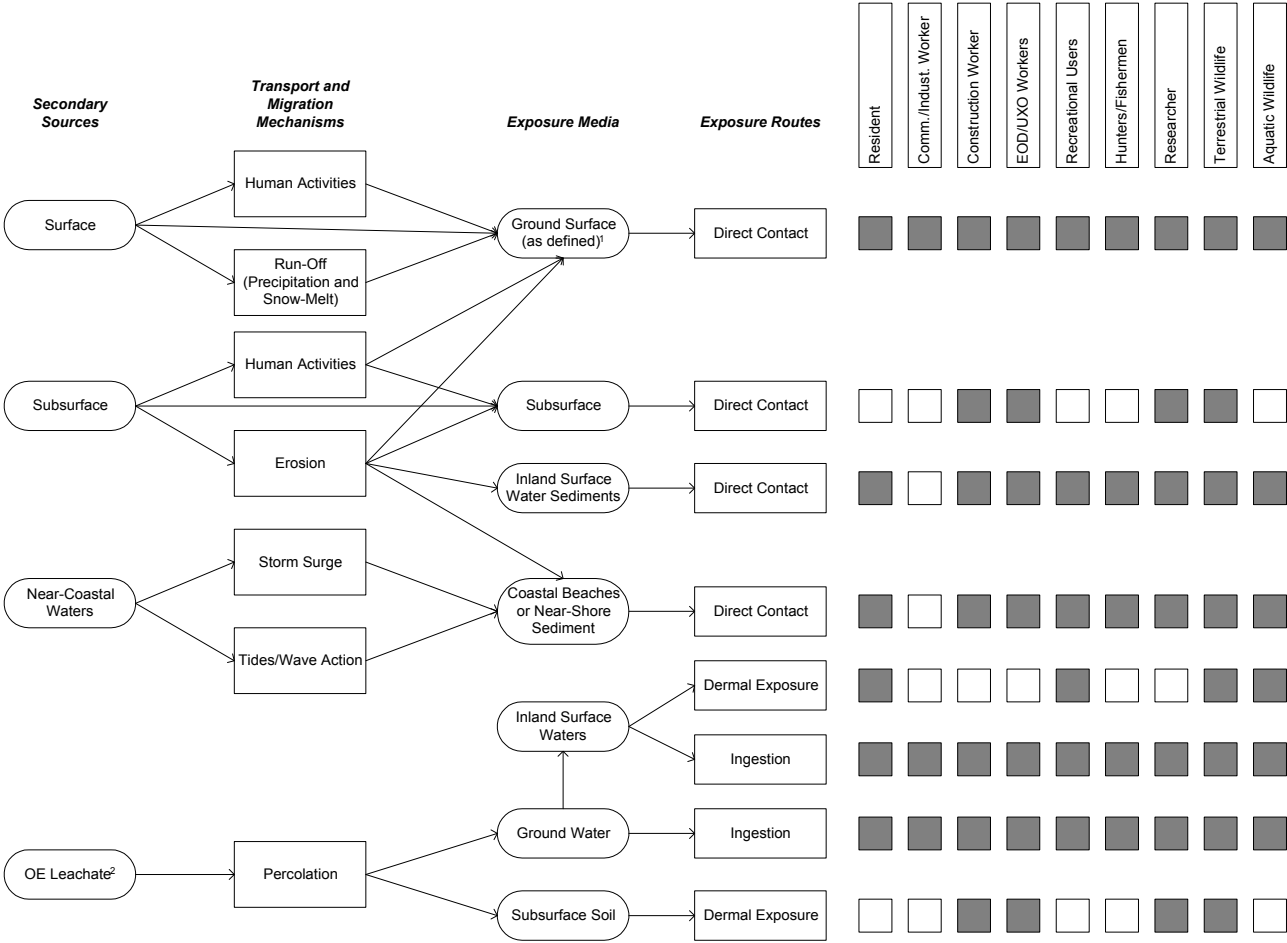 Resident
Comm./Indust. Worker
Construction Worker
EOD/UXO Workers
Recreational Users
Hunters/Fishermen
Researcher
Terrestrial Wildlife
Aquatic Wildlife
Secondary
Sources
Transport and
Migration
Mechanisms
Exposure Media
Exposure Routes
Human Activities
Surface
Ground Surface
(as defined)¹
Direct Contact
Run-Off
(Precipitation and
Snow-Melt)
Human Activities
Subsurface
Subsurface
Direct Contact
Erosion
Inland Surface
Water Sediments
Direct Contact
Storm Surge
Near-Coastal
Waters
Coastal Beaches
or Near-Shore
Sediment
Direct Contact
Tides/Wave Action
Dermal Exposure
Inland Surface
Waters
Ingestion
Ground Water
Ingestion
OE Leachate²
Percolation
Subsurface Soil
Dermal Exposure